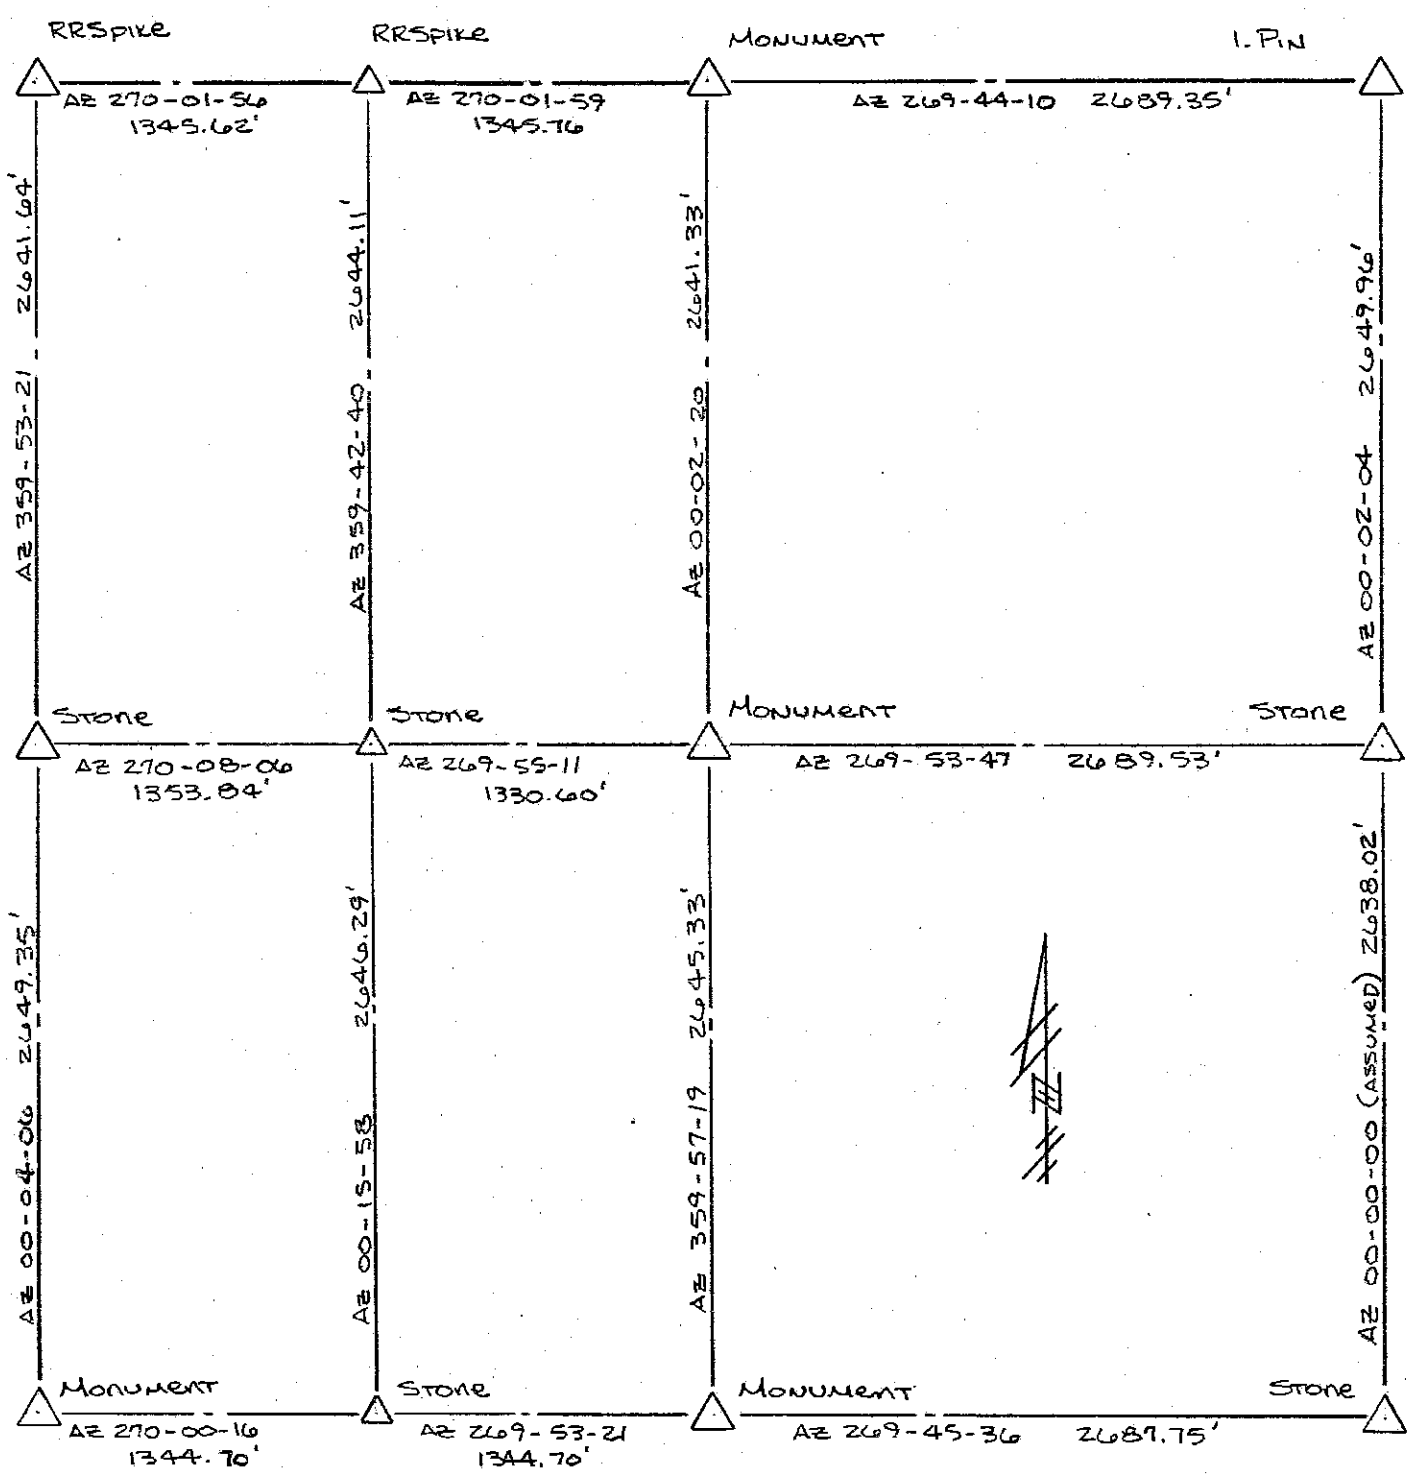 RRSpike
RRSpike
Monument
I. Pin
AZ 270-01-56
1345.62'
AZ 270-01-59
1345.76
AZ 269-44-10 2689.35'
AZ 359-53-21 2641.64'
AZ 359-42-40 2644.11'
AZ 00-02-20 2641.33'
AZ 00-02-04 2649.96'
Stone
Stone
Monument
Stone
AZ 270-08-06
1353.84'
AZ 269-55-11
1330.60'
AZ 269-53-47 2689.53'
AZ 00-04-06 2649.35'
AZ 00-15-58 2646.29'
AZ 359-57-19 2645.33'
N
AZ 00-00-00 (ASSUMED) 2638.02'
Monument
Stone
Monument
Stone
AZ 270-00-16
1344.70'
AZ 269-53-21
1344.70'
AZ 269-45-36 2687.75'